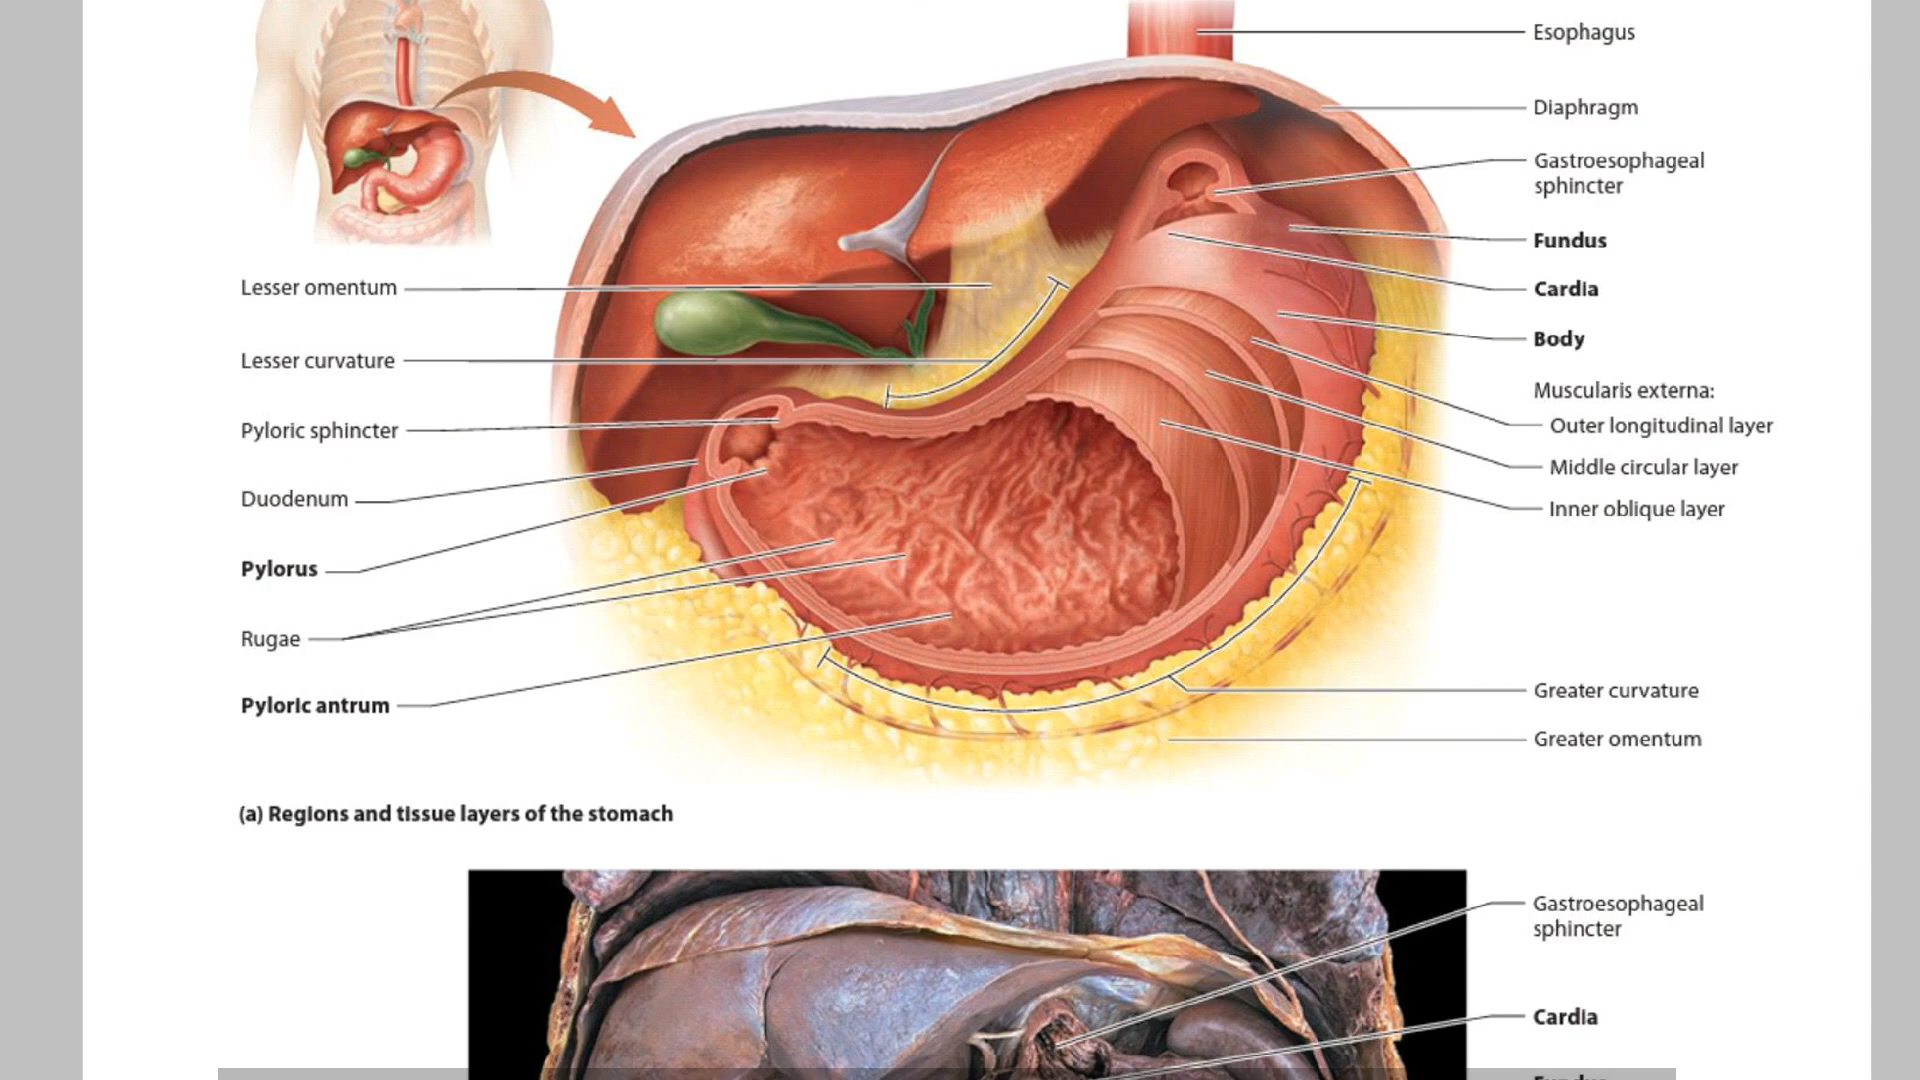 Esophagus
Diaphragm
Gastroesophageal
sphincter
Fundus
Cardia
Body
Muscularis externa:
Outer longitudinal layer
Middle circular layer
Inner oblique layer
Greater curvature
Greater omentum
Lesser omentum
Lesser curvature
Pyloric sphincter
Duodenum
Pylorus
Rugae
Pyloric antrum
(a) Regions and tissue layers of the stomach
Gastroesophageal
sphincter
Cardia